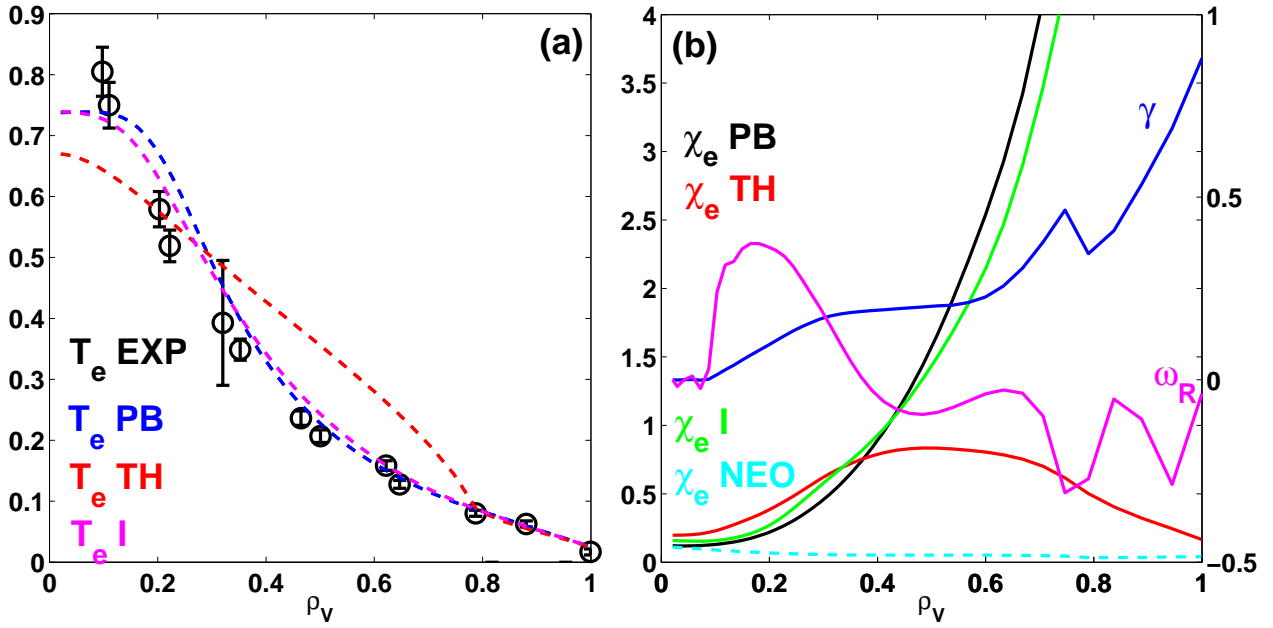 (a)
0.9
0.8
0.7
0.6
0.5
0.4
0.3
0.2
0.1
0
T_e EXP
T_e PB
T_e TH
T_e I
0 0.2 0.4 0.6 0.8 1
ρ_V
(b)
4
3.5
3
2.5
2
1.5
1
0.5
0
χ_e PB
χ_e TH
χ_e I
χ_e NEO
γ
ω_R
1
0.5
0
−0.5
0 0.2 0.4 0.6 0.8 1
ρ_V